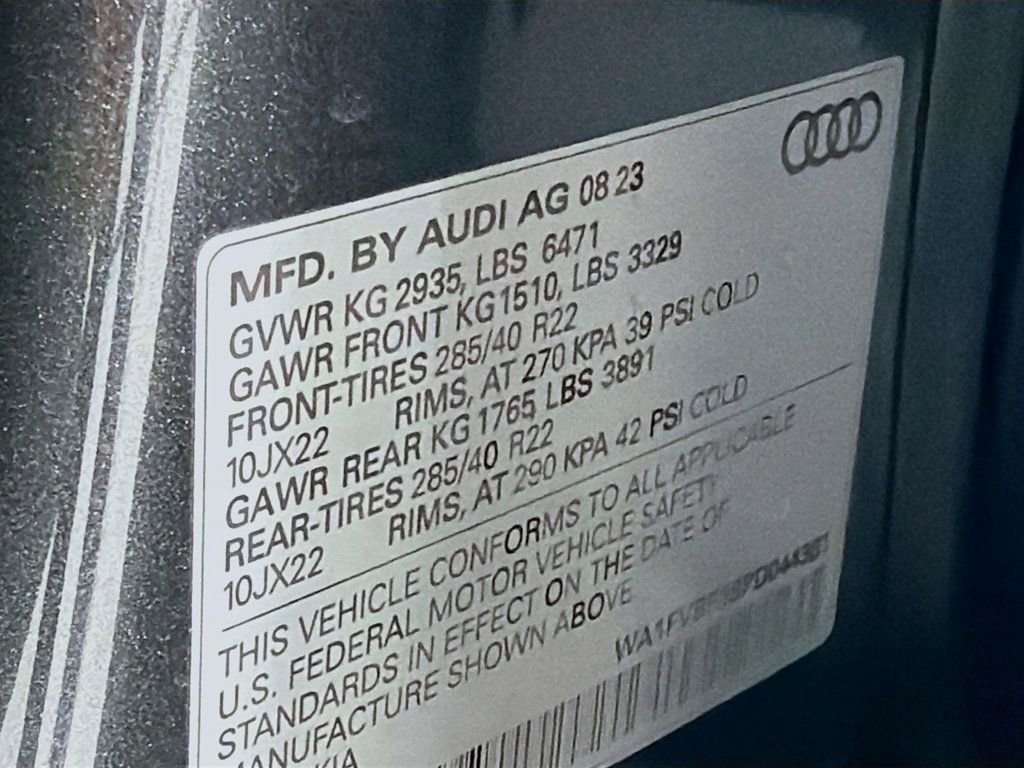 MFD. BY AUDI AG 08 23
GVWR KG 2935, LBS 6471
GAWR FRONT KG 1510, LBS 3329
FRONT-TIRES 285/40 R22
10JX22 RIMS, AT 270 KPA 39 PSI COLD
GAWR REAR KG 1765, LBS 3891
REAR-TIRES 285/40 R22
10JX22 RIMS, AT 290 KPA 42 PSI COLD
THIS VEHICLE CONFORMS TO ALL APPLICABLE
U.S. FEDERAL MOTOR VEHICLE SAFETY
STANDARDS IN EFFECT ON THE DATE OF
MANUFACTURE SHOWN ABOVE